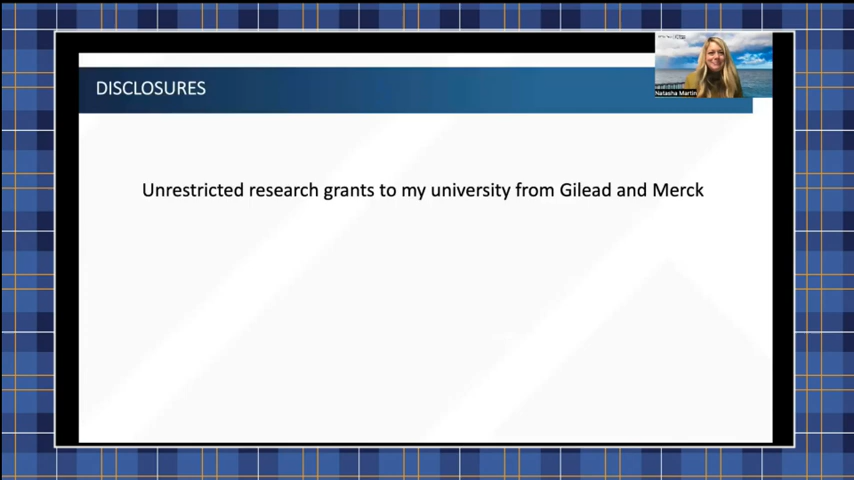 DISCLOSURES
Natasha Martin
Unrestricted research grants to my university from Gilead and Merck